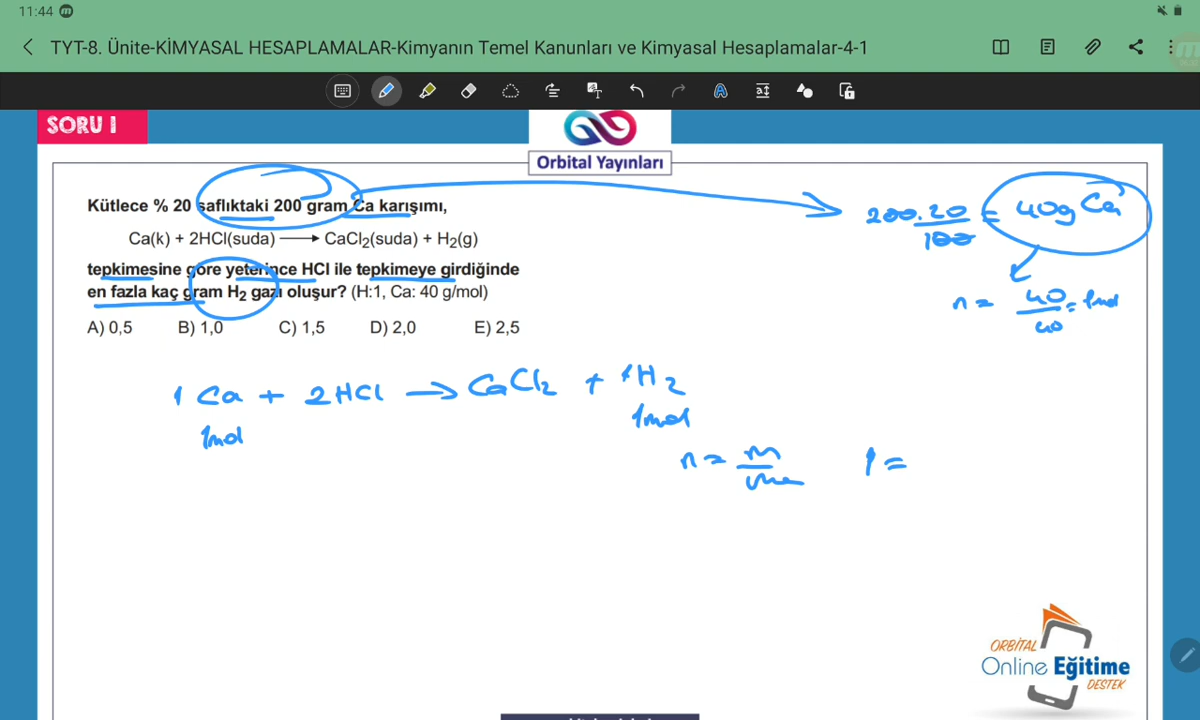 11:44
TYT-8. Ünite-KİMYASAL HESAPLAMALAR-Kimyanın Temel Kanunları ve Kimyasal Hesaplamalar-4-1
SORU 1
Orbital Yayınları
Kütlece % 20 saflıktaki 200 gram Ca karışımı,
Ca(k) + 2HCl(suda) ⟶ CaCl₂(suda) + H₂(g)
tepkimesine göre yeterince HCl ile tepkimeye girdiğinde
en fazla kaç gram H₂ gazı oluşur? (H:1, Ca: 40 g/mol)
A) 0,5 B) 1,0 C) 1,5 D) 2,0 E) 2,5
200.20/100 = 40g Ca
n = 40/40 = 1mol
1 Ca + 2HCl → CaCl2 + 1H2
1mol 1mol
n = m/ma 1 =
ORBİTAL
Online Eğitime
DESTEK